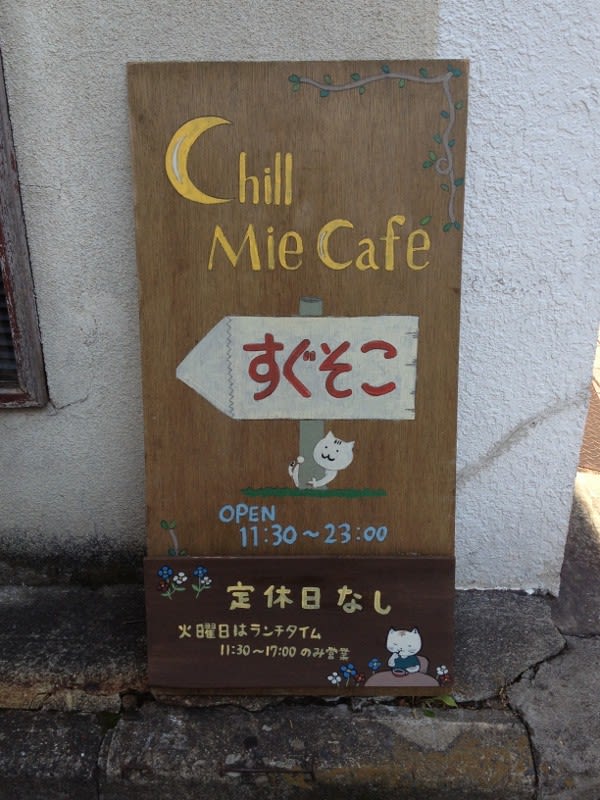 Chill
Mie Café
すぐそこ
OPEN
11:30～23:00
定休日なし
火曜日はランチタイム
11:30～17:00のみ営業